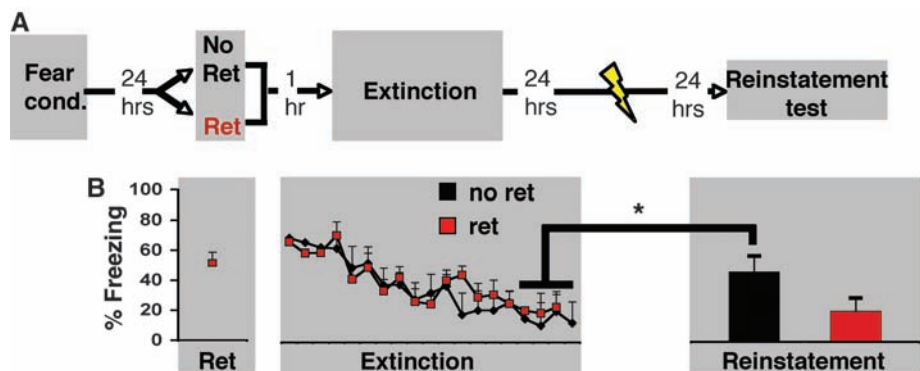 A
Fear
cond.
24
hrs
No
Ret
Ret
1
hr
Extinction
24
hrs
24
hrs
Reinstatement
test
B
% Freezing
100
80
60
40
20
0
Ret
no ret
ret
Extinction
*
Reinstatement